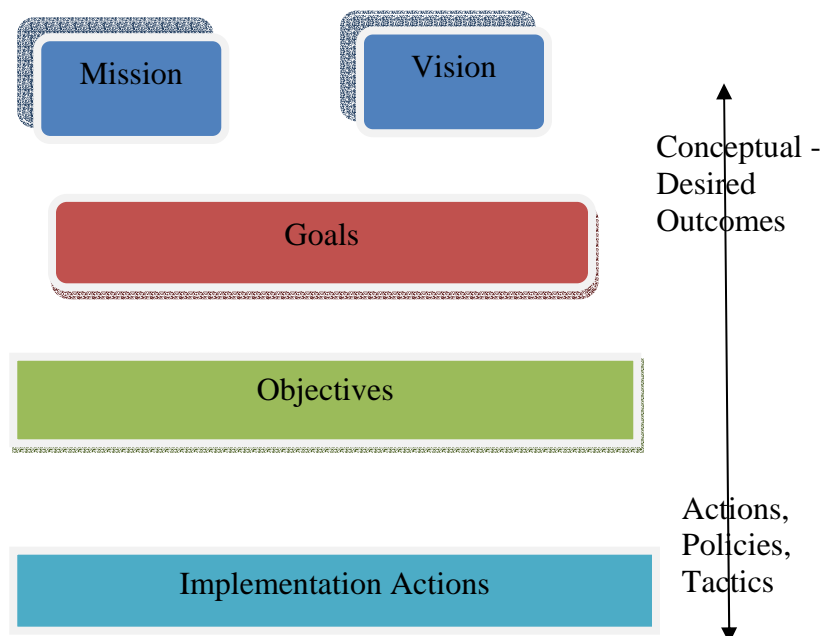 Mission
Vision
Conceptual -
Desired
Outcomes
Goals
Objectives
Actions,
Policies,
Tactics
Implementation Actions